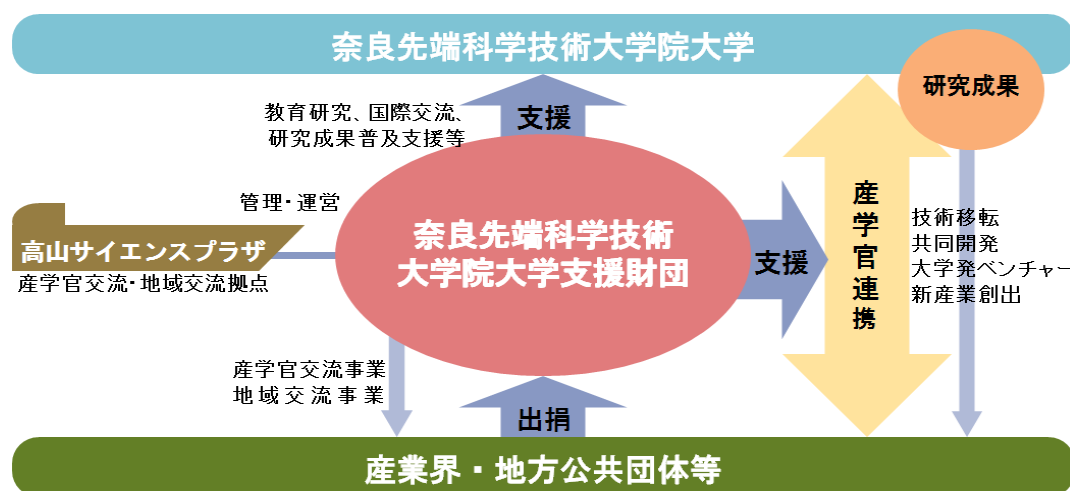 奈良先端科学技術大学院大学
研究成果
教育研究、国際交流、
研究成果普及支援等
支援
管理・運営
高山サイエンスプラザ
産学官交流・地域交流拠点
奈良先端科学技術
大学院大学支援財団
支援
産学官連携
技術移転
共同開発
大学発ベンチャー
新産業創出
産学官交流事業
地域交流事業
出捐
産業界・地方公共団体等